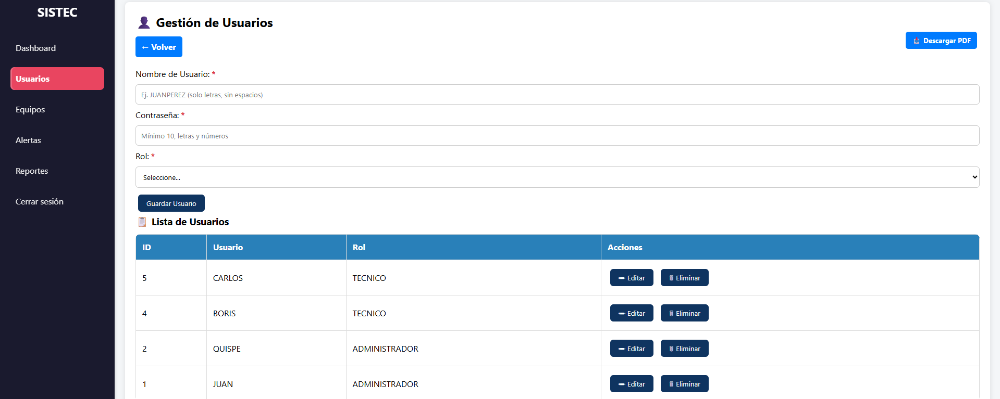 SISTEC
Dashboard
Usuarios
Equipos
Alertas
Reportes
Cerrar sesión
Gestión de Usuarios
← Volver
Descargar PDF
Nombre de Usuario: *
Ej. JUANPEREZ (solo letras, sin espacios)
Contraseña: *
Mínimo 10, letras y números
Rol: *
Seleccione...
Guardar Usuario
Lista de Usuarios
ID Usuario Rol Acciones
5 CARLOS TECNICO Editar Eliminar
4 BORIS TECNICO Editar Eliminar
2 QUISPE ADMINISTRADOR Editar Eliminar
1 JUAN ADMINISTRADOR Editar Eliminar